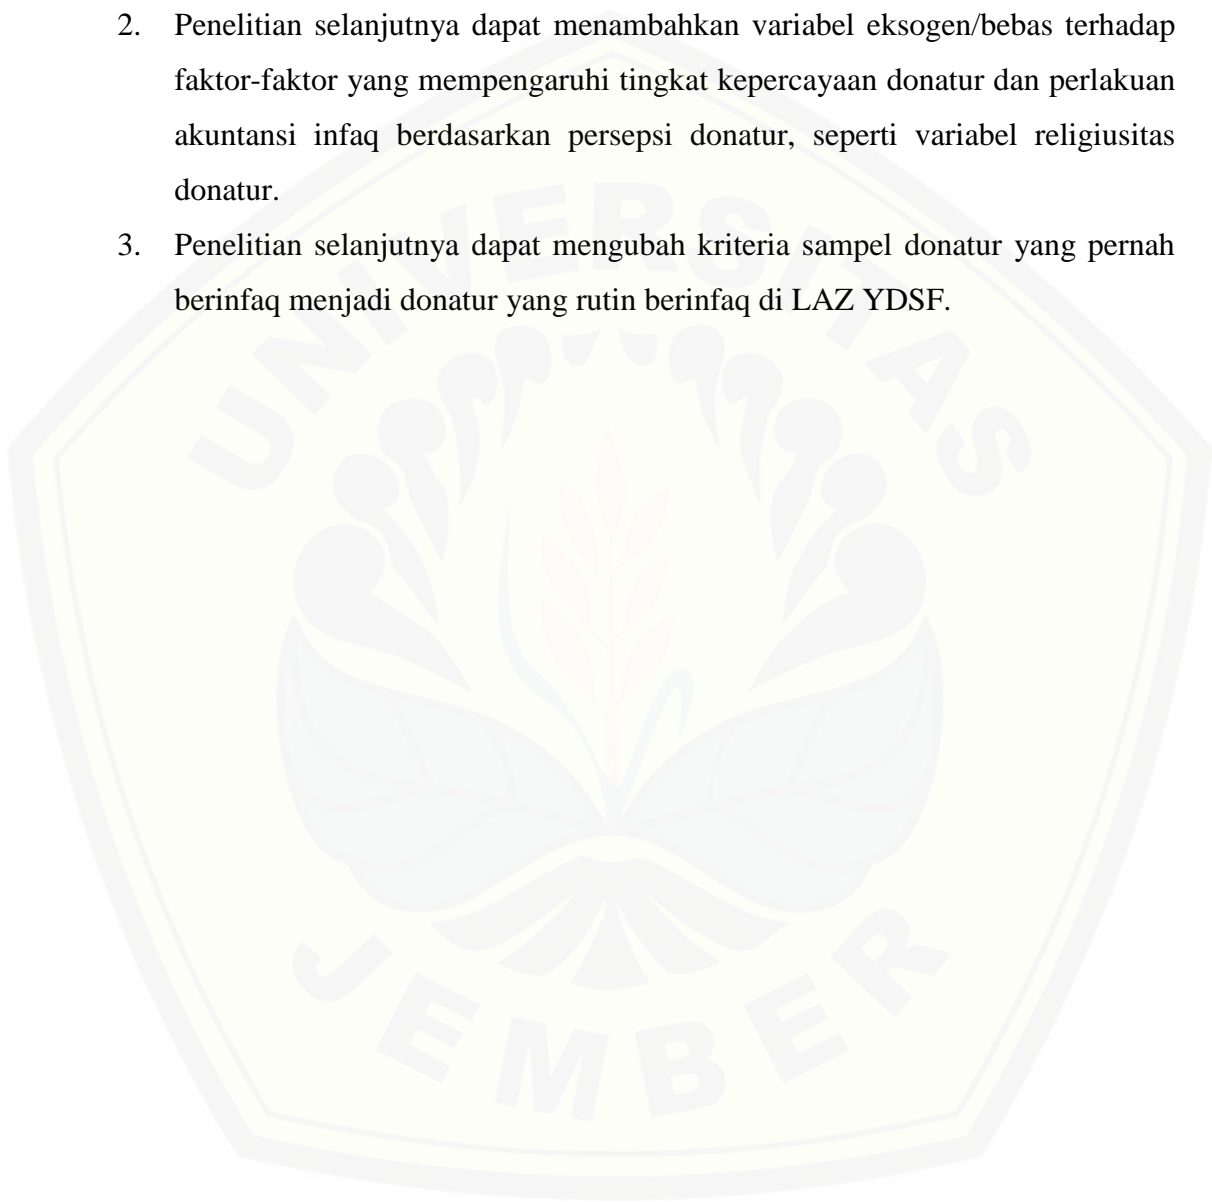 2. Penelitian selanjutnya dapat menambahkan variabel eksogen/bebas terhadap
faktor-faktor yang mempengaruhi tingkat kepercayaan donatur dan perlakuan
akuntansi infaq berdasarkan persepsi donatur, seperti variabel religiusitas
donatur.
3. Penelitian selanjutnya dapat mengubah kriteria sampel donatur yang pernah
berinfaq menjadi donatur yang rutin berinfaq di LAZ YDSF.
UNIVERSITAS
JEMBER